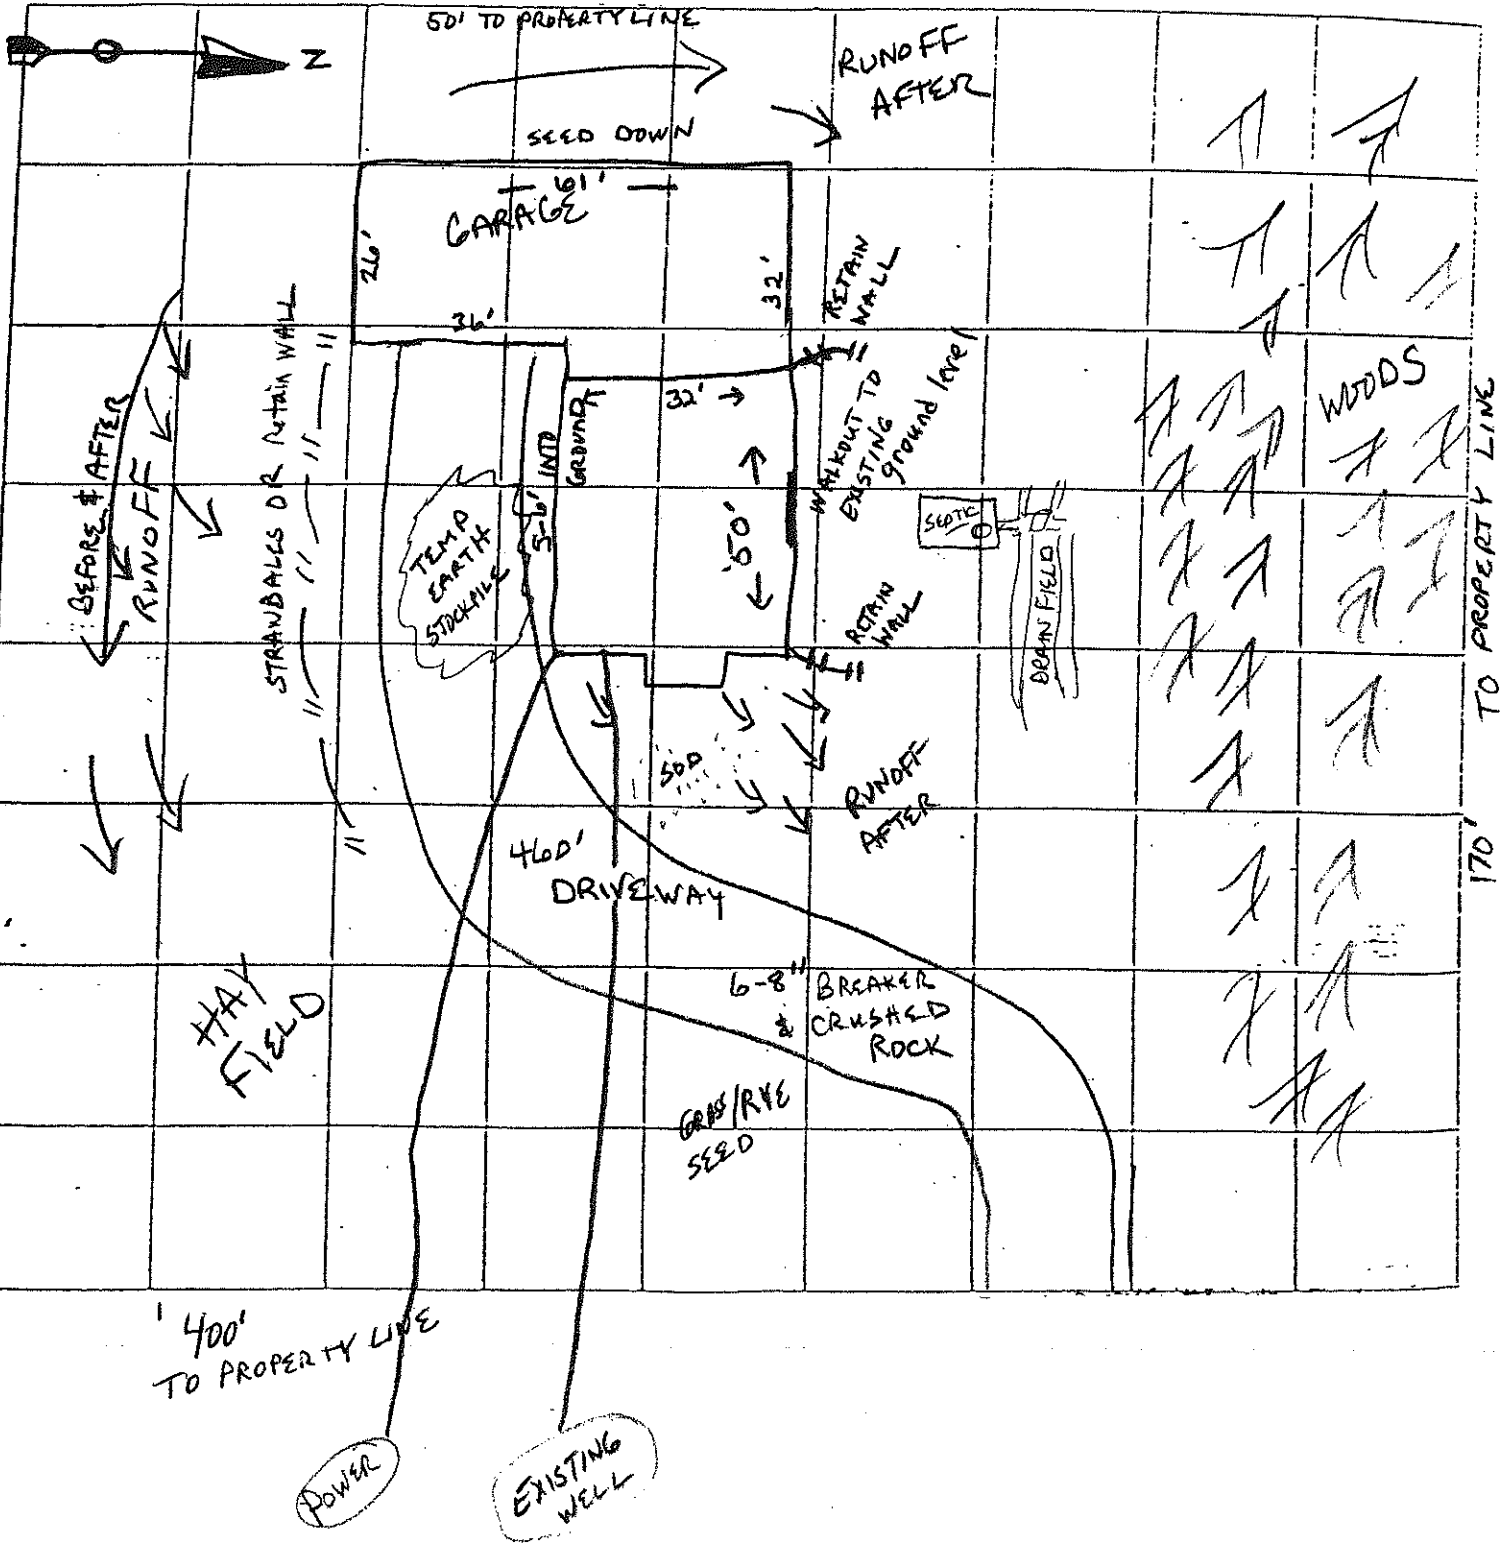 50' TO PROPERTY LINE
N
RUNOFF
AFTER
SEED DOWN
61'
GARAGE
26'
32'
36'
RETAIN
WALL
STRAWBALLS OR Retain WALL
BEFORE & AFTER
RUNOFF
5-6' INTO
GROUND
32'
50'
WALKOUT TO
EXISTING
ground level
WOODS
TEMP
EARTH
STOCKPILE
SEPTIC
DRAIN FIELD
RETAIN
WALL
170' TO PROPERTY LINE
SOD
RUNOFF
AFTER
460'
DRIVEWAY
HAY
FIELD
6-8" BREAKER
& CRUSHED
ROCK
GRASS/RYE
SEED
400'
TO PROPERTY LINE
POWER
EXISTING
WELL